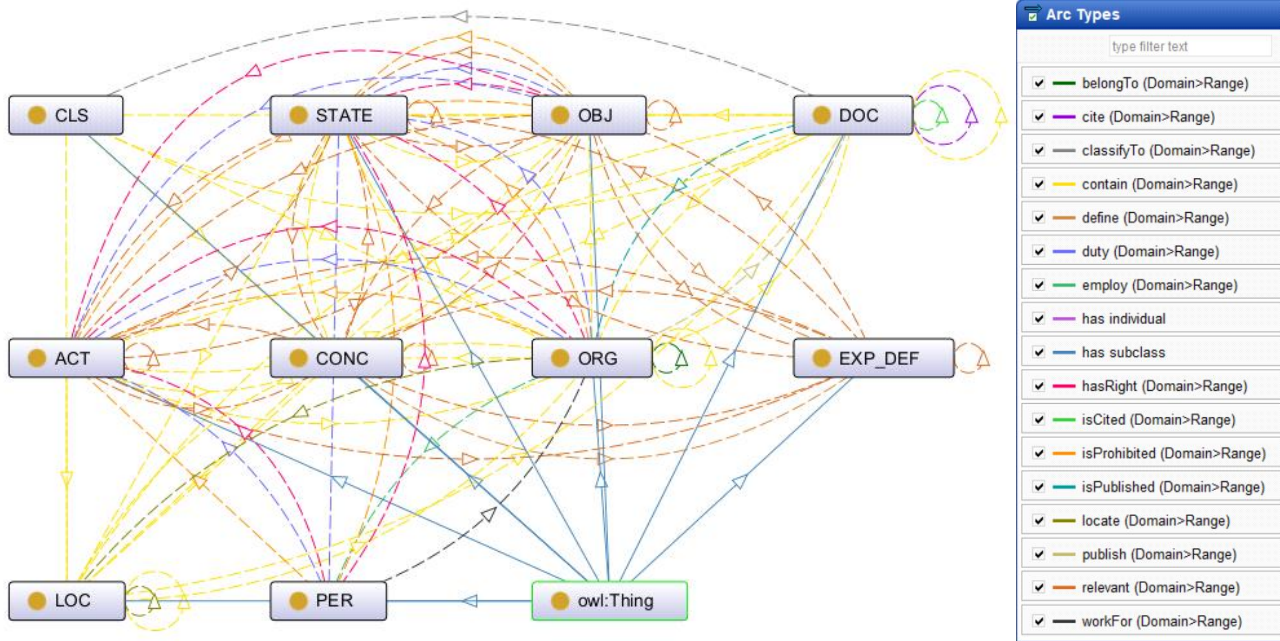 Arc Types
type filter text
CLS
STATE
OBJ
DOC
ACT
CONC
ORG
EXP_DEF
LOC
PER
owl:Thing
belongTo (Domain>Range)
cite (Domain>Range)
classifyTo (Domain>Range)
contain (Domain>Range)
define (Domain>Range)
duty (Domain>Range)
employ (Domain>Range)
has individual
has subclass
hasRight (Domain>Range)
isCited (Domain>Range)
isProhibited (Domain>Range)
isPublished (Domain>Range)
locate (Domain>Range)
publish (Domain>Range)
relevant (Domain>Range)
workFor (Domain>Range)